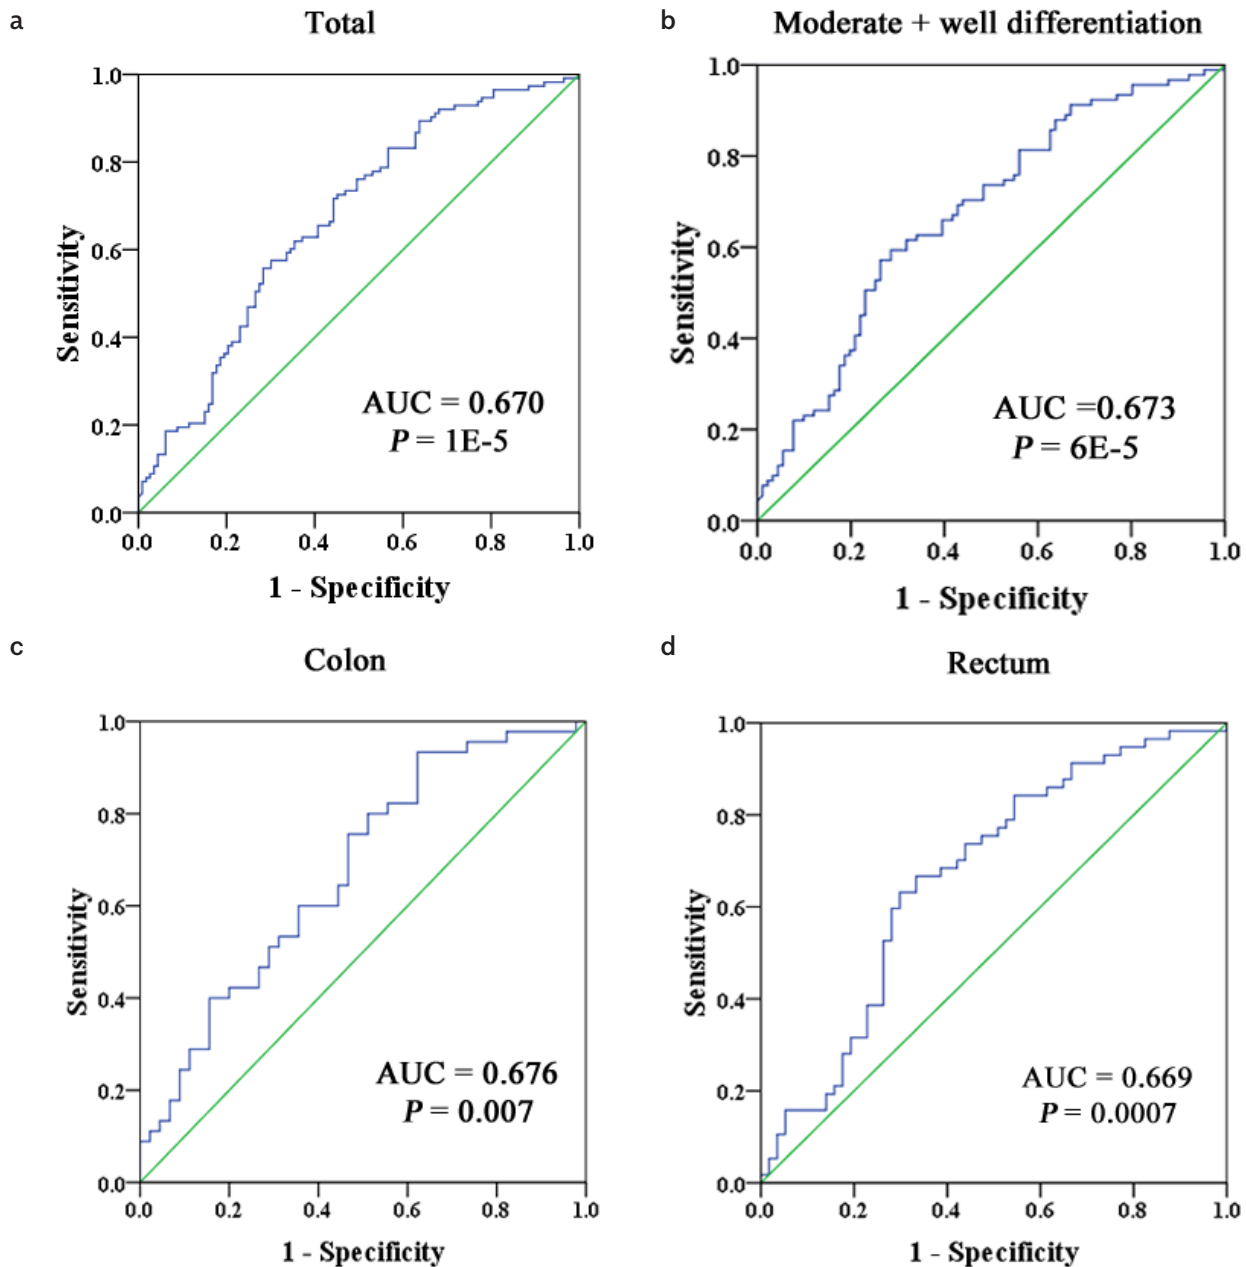 a
Total
1.0
0.8
0.6
0.4
0.2
0.0
Sensitivity
AUC = 0.670
P = 1E-5
0.0 0.2 0.4 0.6 0.8 1.0
1 - Specificity
b
Moderate + well differentiation
1.0
0.8
0.6
0.4
0.2
0.0
Sensitivity
AUC =0.673
P = 6E-5
0.0 0.2 0.4 0.6 0.8 1.0
1 - Specificity
c
Colon
1.0
0.8
0.6
0.4
0.2
0.0
Sensitivity
AUC = 0.676
P = 0.007
0.0 0.2 0.4 0.6 0.8 1.0
1 - Specificity
d
Rectum
1.0
0.8
0.6
0.4
0.2
0.0
Sensitivity
AUC = 0.669
P = 0.0007
0.0 0.2 0.4 0.6 0.8 1.0
1 - Specificity